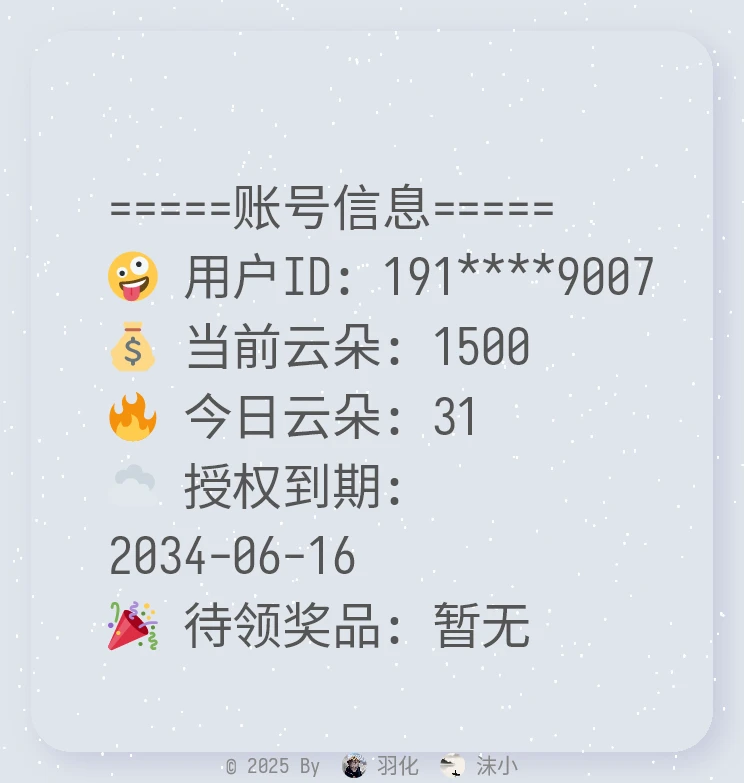 =====账号信息=====
🤪 用户ID: 191****9007
💰 当前云朵: 1500
🔥 今日云朵: 31
☁️ 授权到期:
2034-06-16
🎉 待领奖品: 暂无
© 2025 By 羽化 沫小